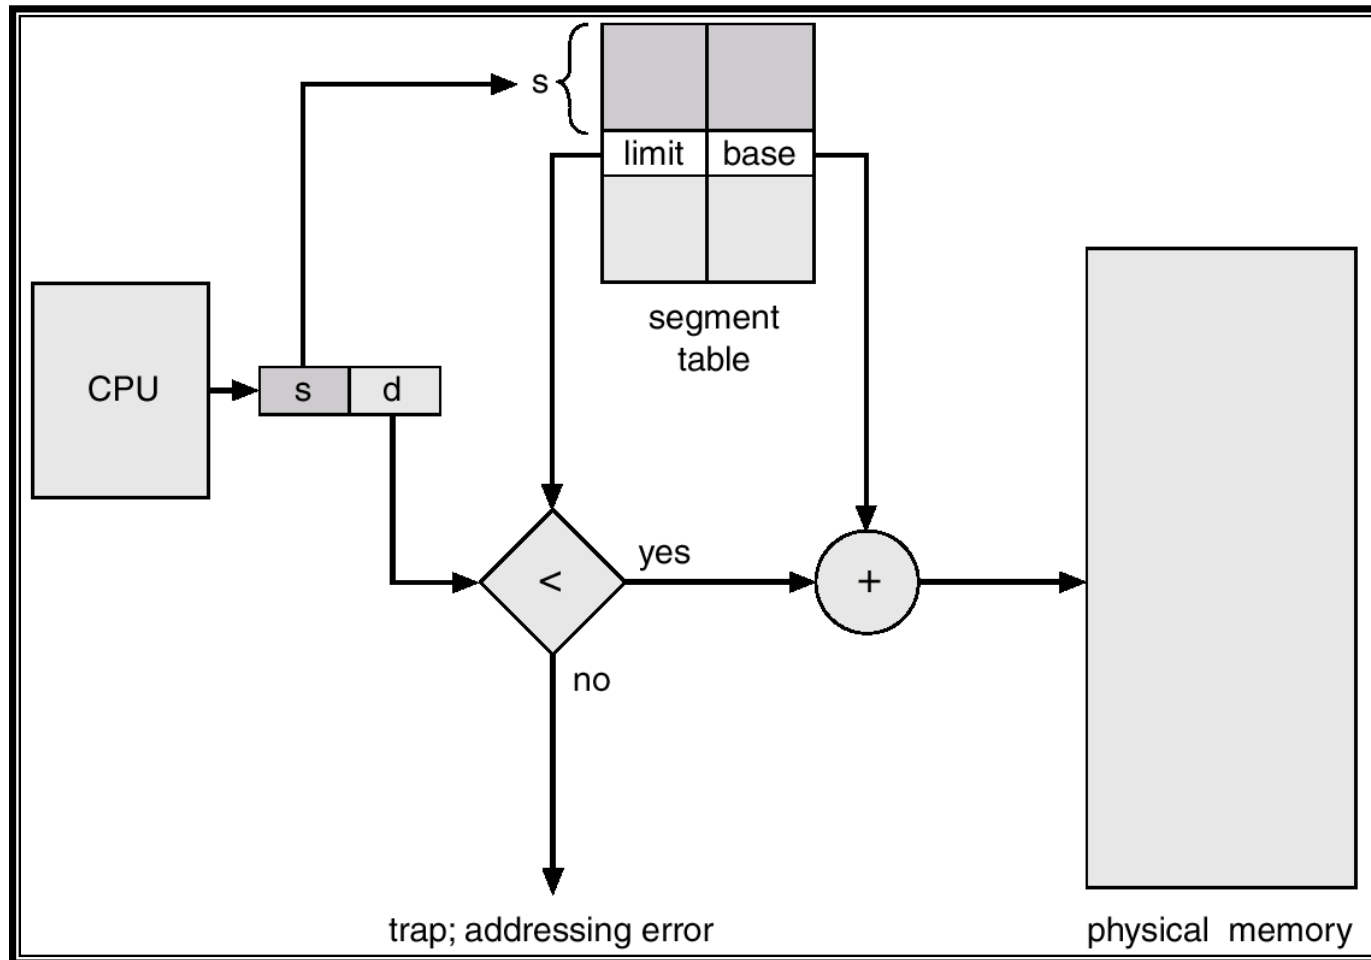 s
limit base
segment
table
CPU
s d
yes
<
+
no
trap; addressing error
physical memory